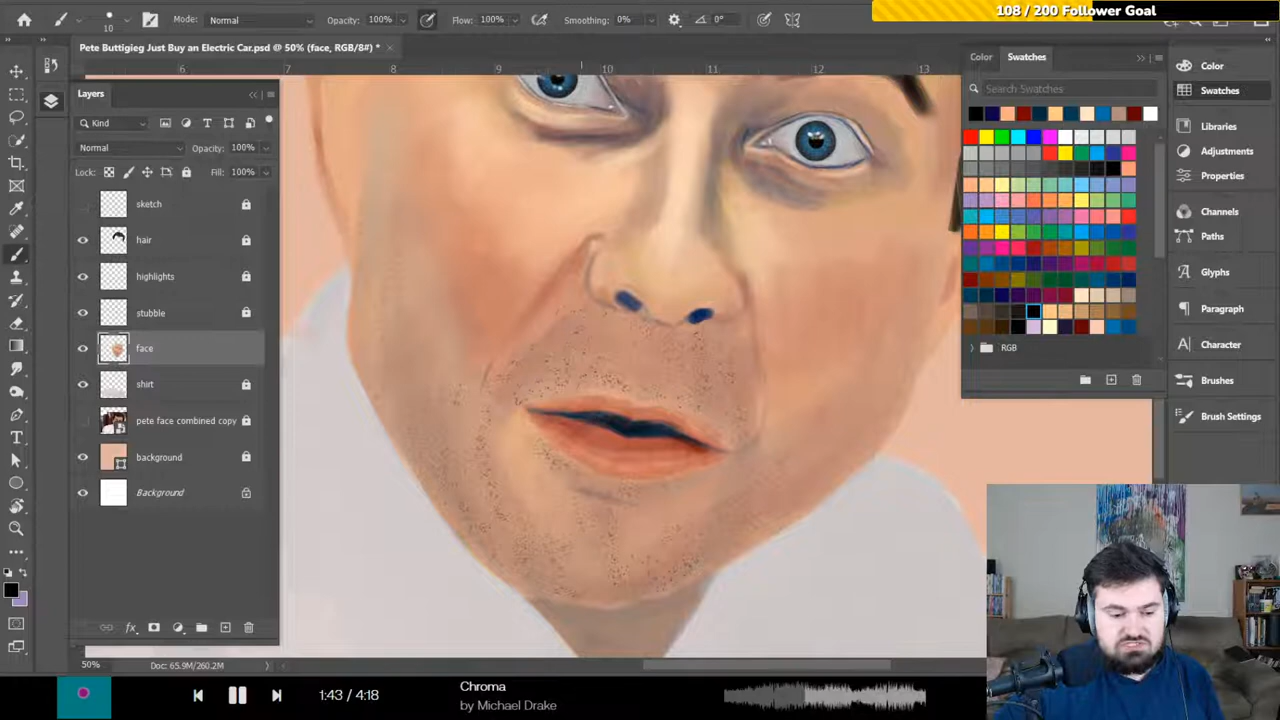 10
Mode: Normal
Opacity: 100%
Flow: 100%
Smoothing: 0%
0°
108 / 200 Follower Goal
Pete Buttigieg Just Buy an Electric Car.psd @ 50% (face, RGB/8#) *
6 7 8 9 10 11 12 13
Layers
Kind
Normal
Opacity: 100%
Lock:
Fill: 100%
sketch
hair
highlights
stubble
face
shirt
pete face combined copy
background
Background
fx
50%
Doc: 65.9M/260.2M
Color
Swatches
Search Swatches
RGB
Color
Swatches
Libraries
Adjustments
Properties
Channels
Paths
Glyphs
Paragraph
Character
Brushes
Brush Settings
1:43 / 4:18
Chroma
by Michael Drake